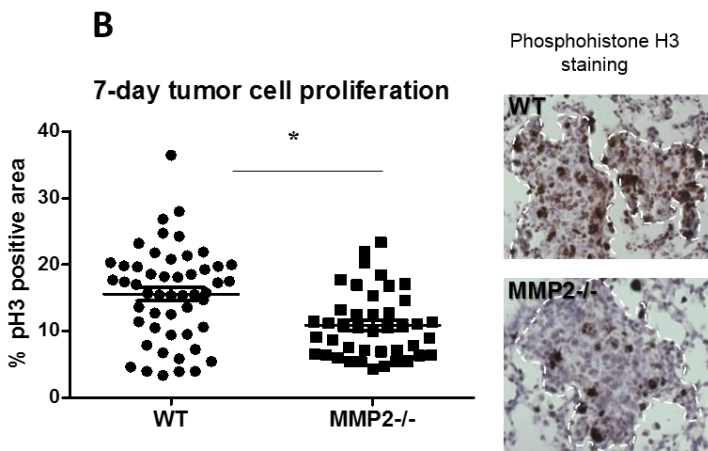 B
7-day tumor cell proliferation
% pH3 positive area
40
30
20
10
0
*
WT
MMP2-/-
Phosphohistone H3
staining
WT
MMP2-/-